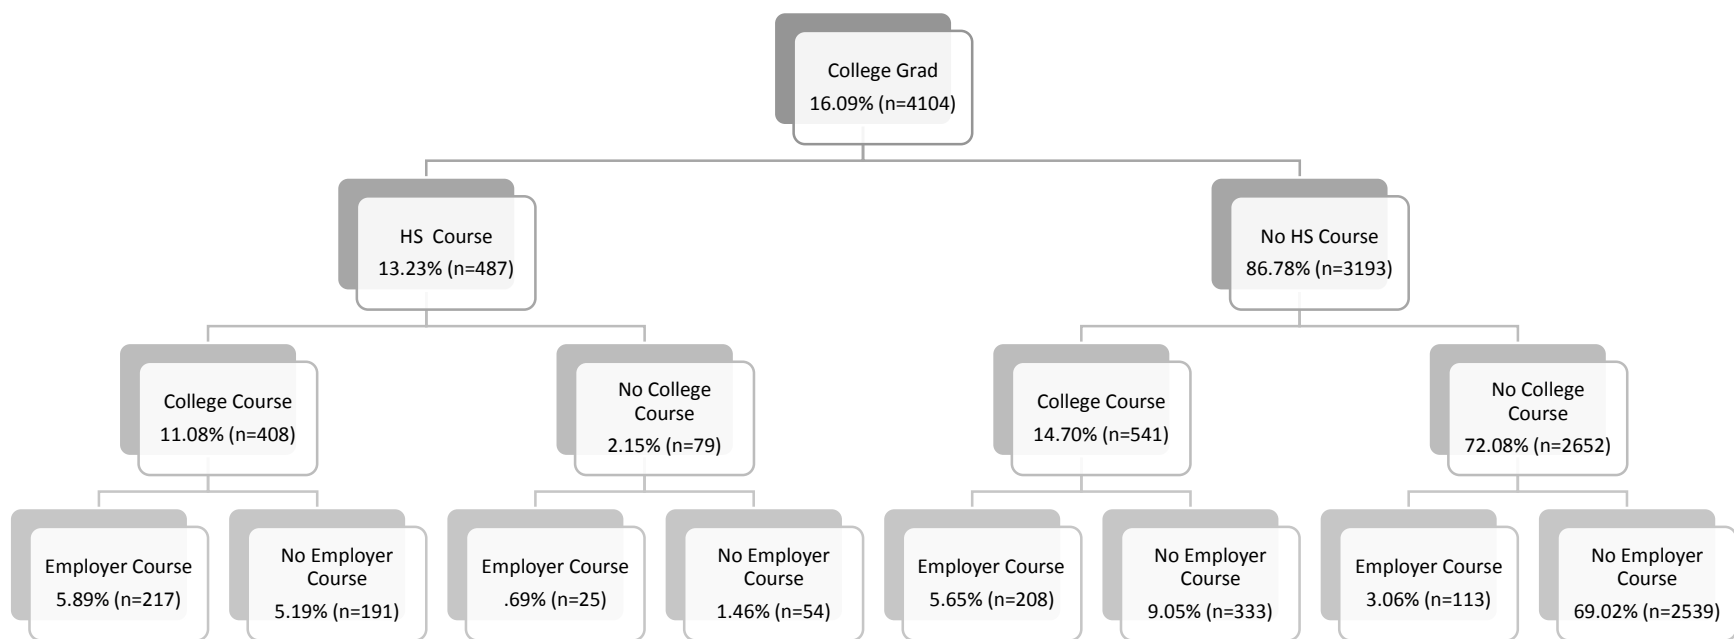 College Grad
16.09% (n=4104)
HS  Course
13.23% (n=487)
No HS Course
86.78% (n=3193)
College Course
11.08% (n=408)
No College
Course
2.15% (n=79)
College Course
14.70% (n=541)
No College
Course
72.08% (n=2652)
Employer Course
5.89% (n=217)
No Employer
Course
5.19% (n=191)
Employer Course
.69% (n=25)
No Employer
Course
1.46% (n=54)
Employer Course
5.65% (n=208)
No Employer
Course
9.05% (n=333)
Employer Course
3.06% (n=113)
No Employer
Course
69.02% (n=2539)